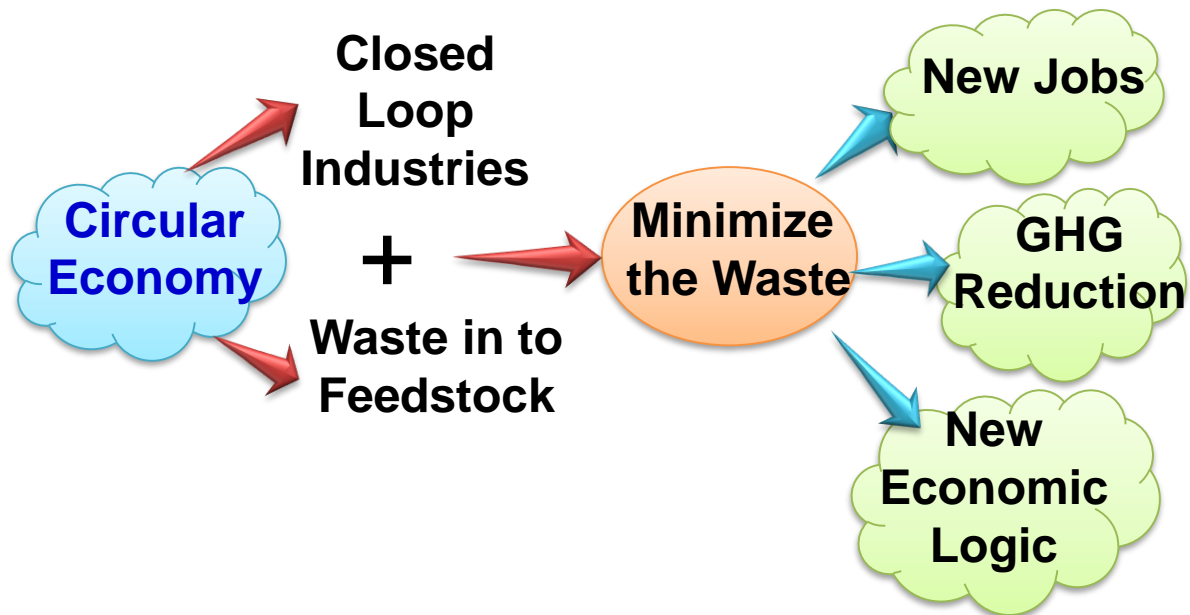 Circular
Economy
Closed
Loop
Industries
+
Waste in to
Feedstock
Minimize
the Waste
New Jobs
GHG
Reduction
New
Economic
Logic